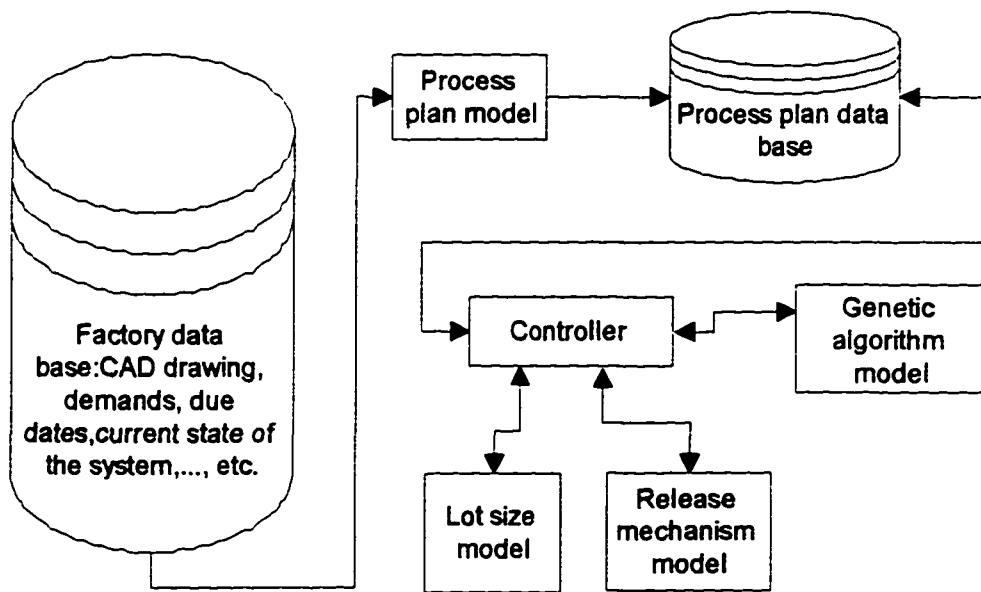 Process
plan model
Process plan data
base
Factory data
base:CAD drawing,
demands, due
dates,current state of
the system,..., etc.
Controller
Genetic
algorithm
model
Lot size
model
Release
mechanism
model